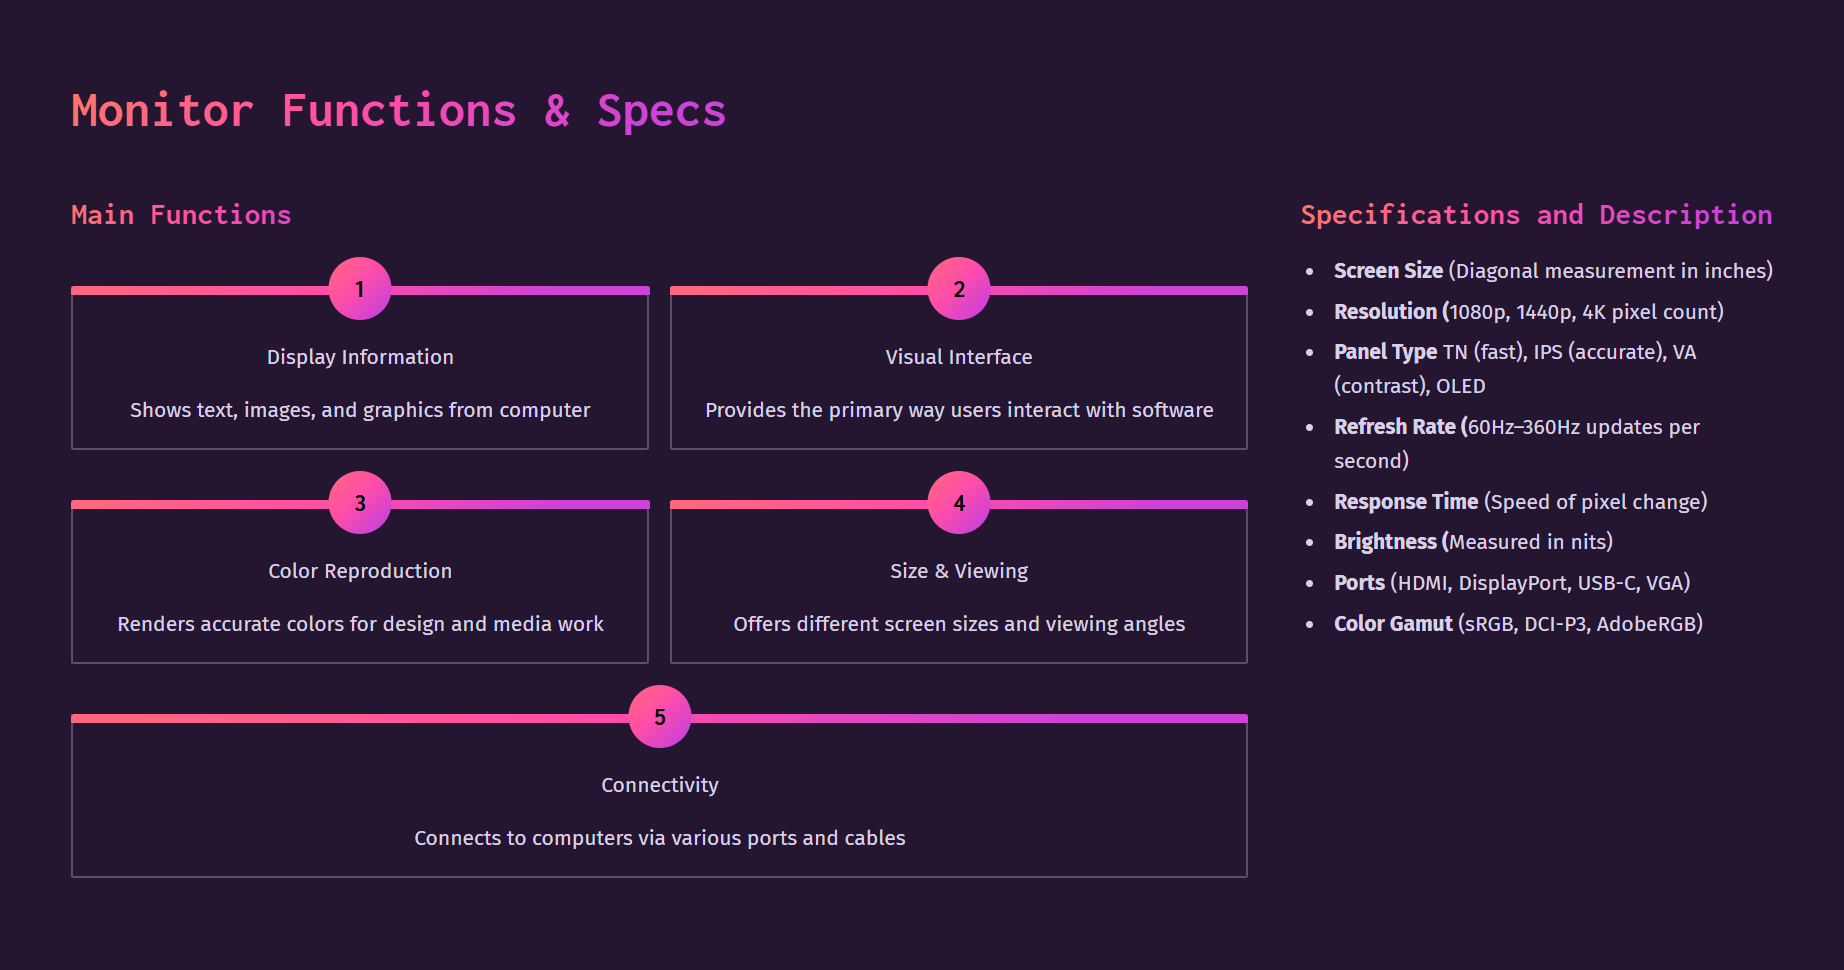 Monitor Functions & Specs
Main Functions
1
Display Information
Shows text, images, and graphics from computer
2
Visual Interface
Provides the primary way users interact with software
3
Color Reproduction
Renders accurate colors for design and media work
4
Size & Viewing
Offers different screen sizes and viewing angles
5
Connectivity
Connects to computers via various ports and cables
Specifications and Description
• Screen Size (Diagonal measurement in inches)
• Resolution (1080p, 1440p, 4K pixel count)
• Panel Type TN (fast), IPS (accurate), VA
(contrast), OLED
• Refresh Rate (60Hz–360Hz updates per
second)
• Response Time (Speed of pixel change)
• Brightness (Measured in nits)
• Ports (HDMI, DisplayPort, USB-C, VGA)
• Color Gamut (sRGB, DCI-P3, AdobeRGB)